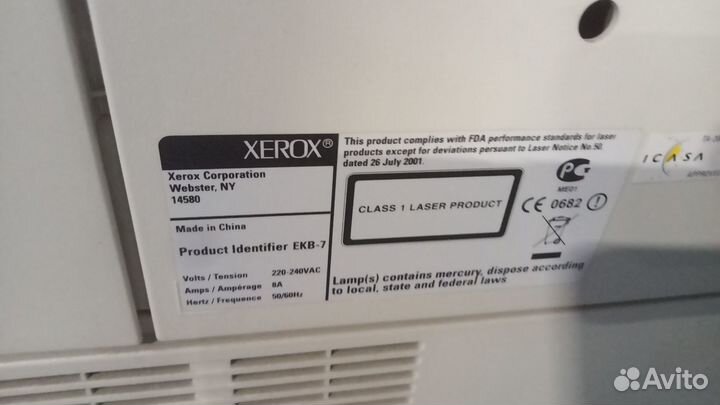 XEROX®
Xerox Corporation
Webster, NY
14580
Made in China
Product Identifier EKB-7
Volts / Tension 220-240VAC
Amps / Ampérage 8A
Hertz / Frequence 50/60Hz
This product complies with FDA performance standards for laser
products except for deviations pursuant to Laser Notice No.50,
dated 26 July 2001.
CLASS 1 LASER PRODUCT
PG
ME01
CE 0682 !
Lamp(s) contains mercury, dispose according
to local, state and federal laws
ICASA
Avito